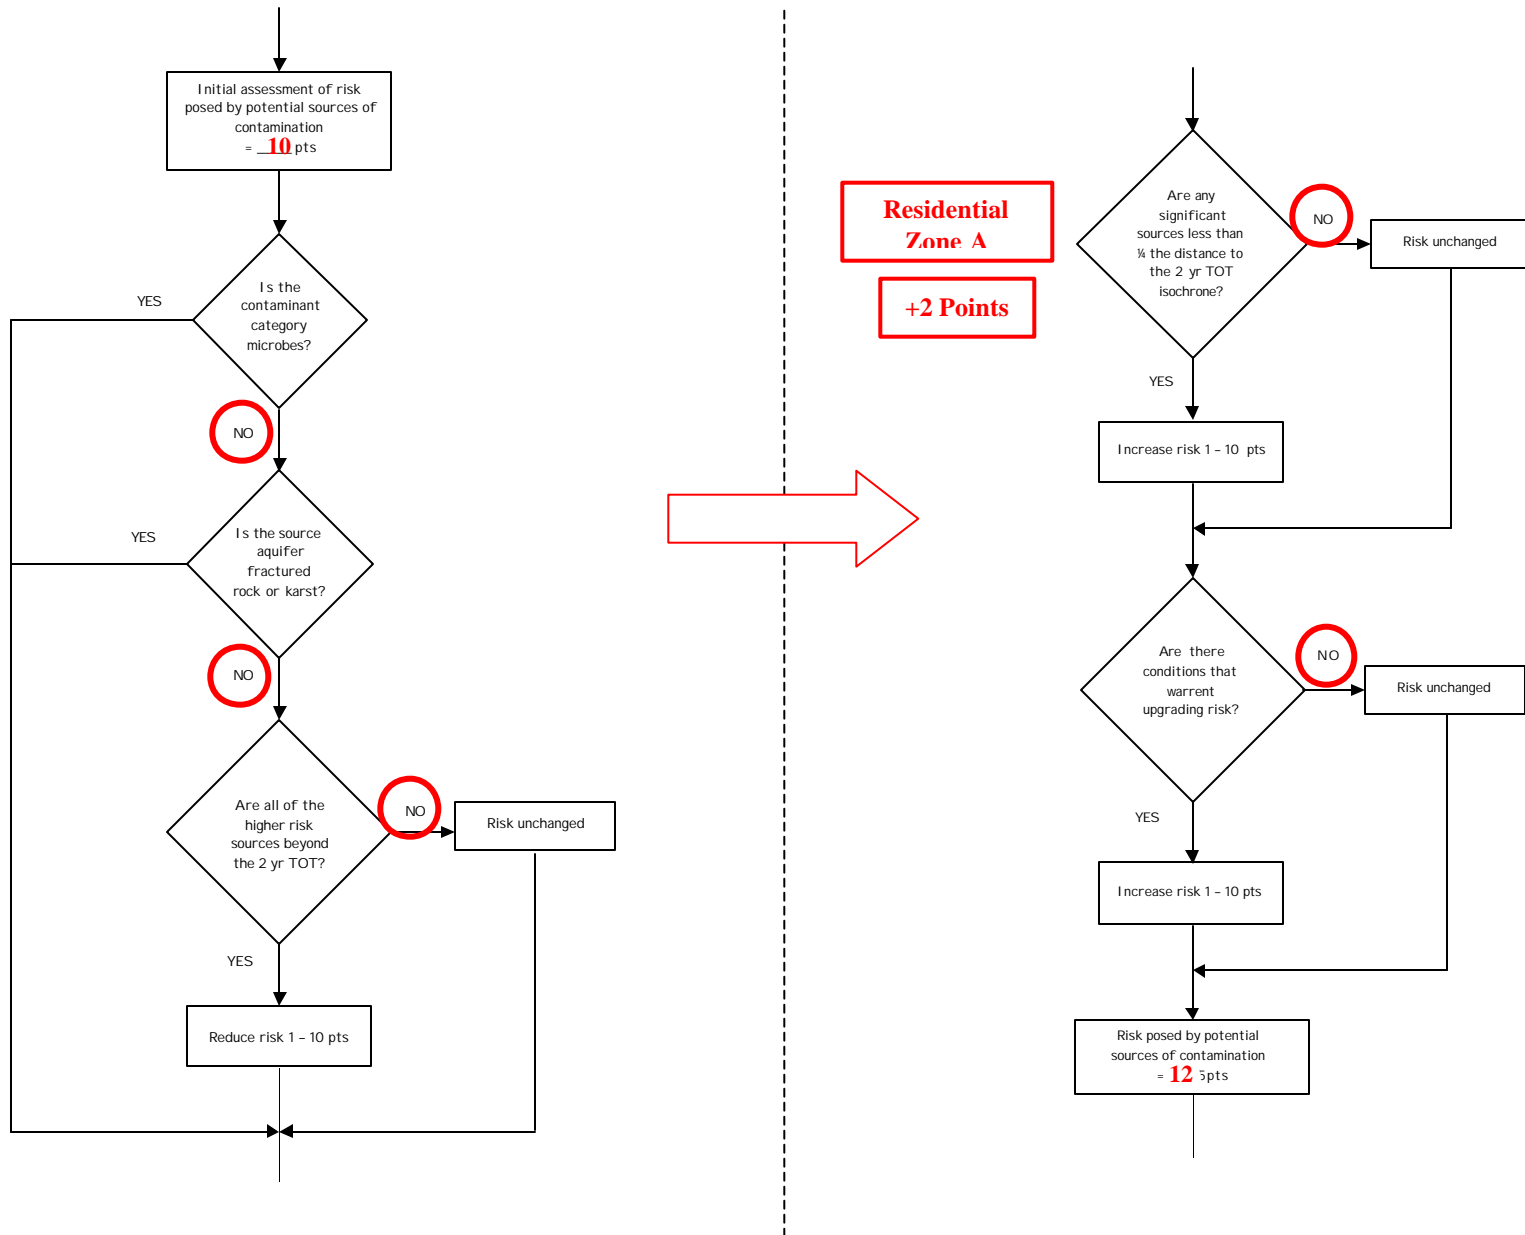 Initial assessment of risk
posed by potential sources of
contamination
= 10 pts
Is the
contaminant
category
microbes?
YES
NO
Is the source
aquifer
fractured
rock or karst?
YES
NO
Are all of the
higher risk
sources beyond
the 2 yr TOT?
NO
Risk unchanged
YES
Reduce risk 1 – 10 pts
Residential
Zone A
+2 Points
Are any
significant
sources less than
¼ the distance to
the 2 yr TOT
isochrone?
NO
Risk unchanged
YES
Increase risk 1 – 10 pts
Are there
conditions that
warrent
upgrading risk?
NO
Risk unchanged
YES
Increase risk 1 – 10 pts
Risk posed by potential
sources of contamination
= 12 pts